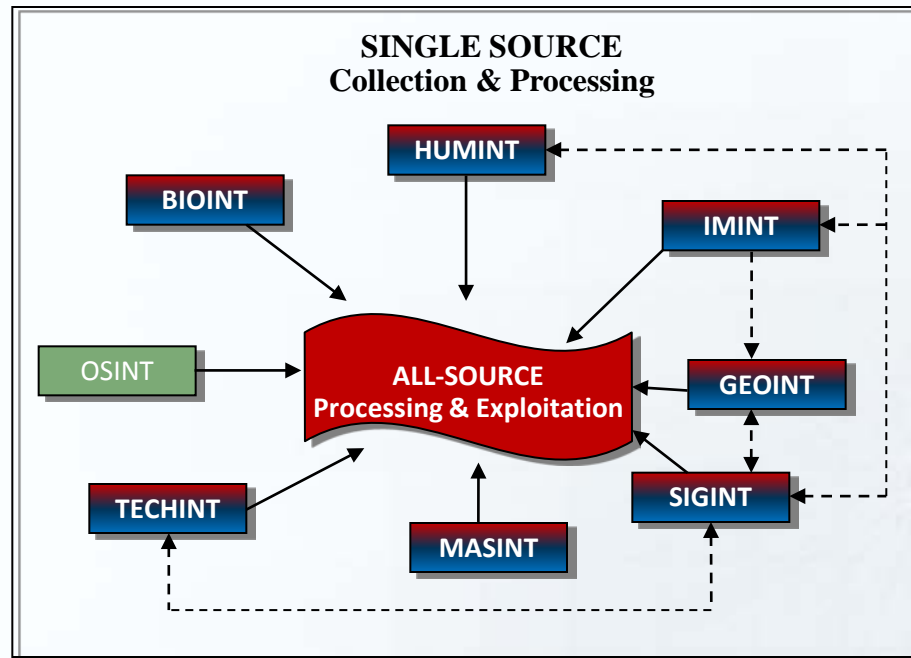 SINGLE SOURCE
Collection & Processing
HUMINT
BIOINT
IMINT
OSINT
ALL-SOURCE
Processing & Exploitation
GEOINT
TECHINT
SIGINT
MASINT